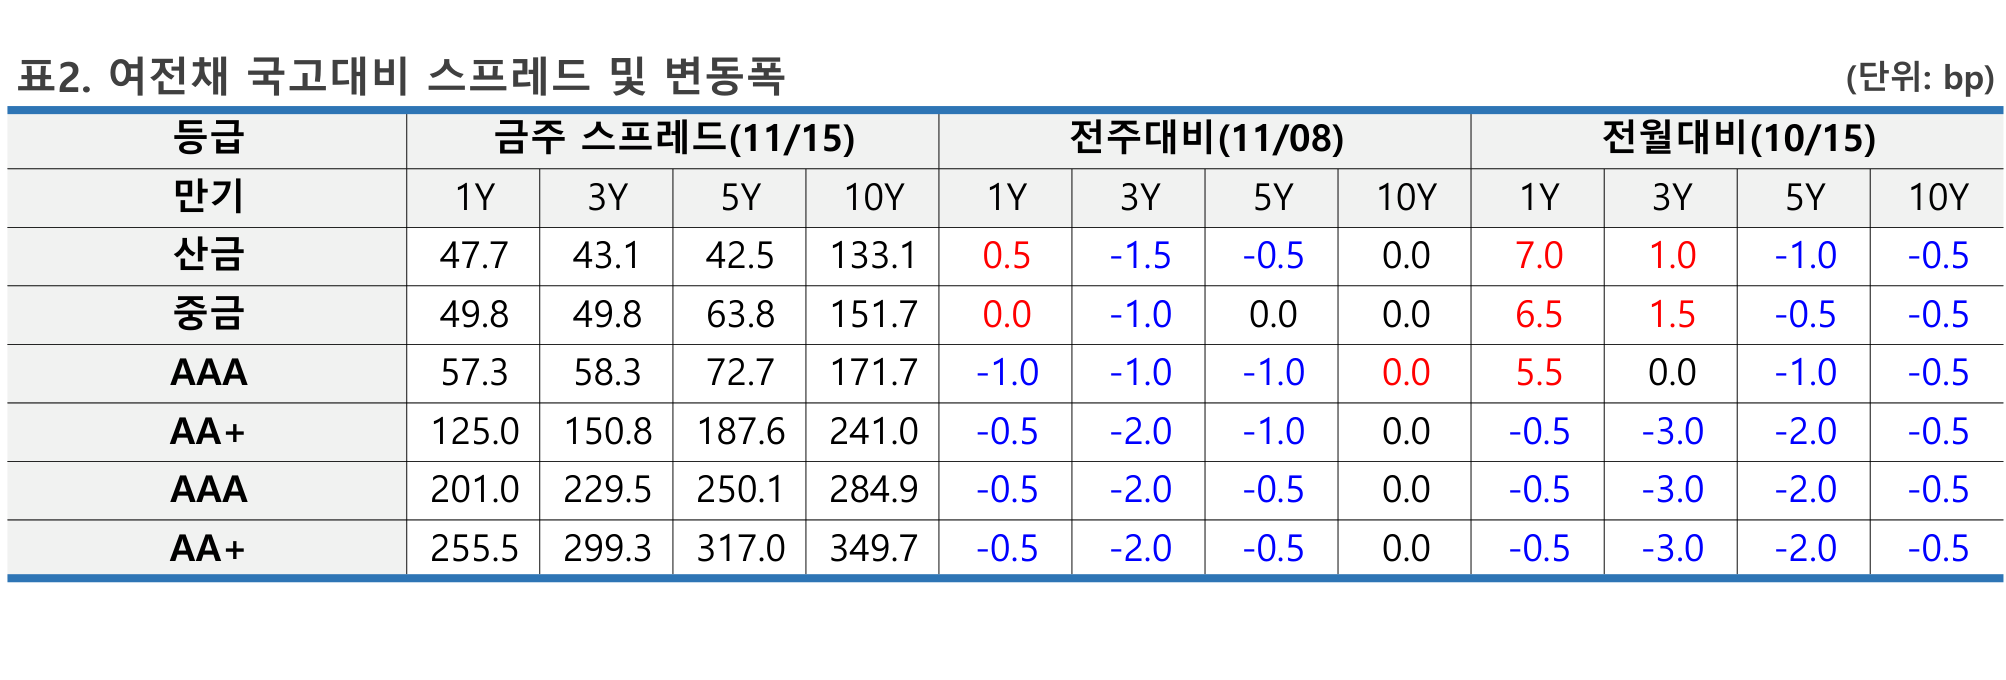 표2. 여전채 국고대비 스프레드 및 변동폭 (단위: bp)
등급 금주 스프레드(11/15) 전주대비(11/08) 전월대비(10/15)
만기 1Y 3Y 5Y 10Y 1Y 3Y 5Y 10Y 1Y 3Y 5Y 10Y
산금 47.7 43.1 42.5 133.1 0.5 -1.5 -0.5 0.0 7.0 1.0 -1.0 -0.5
중금 49.8 49.8 63.8 151.7 0.0 -1.0 0.0 0.0 6.5 1.5 -0.5 -0.5
AAA 57.3 58.3 72.7 171.7 -1.0 -1.0 -1.0 0.0 5.5 0.0 -1.0 -0.5
AA+ 125.0 150.8 187.6 241.0 -0.5 -2.0 -1.0 0.0 -0.5 -3.0 -2.0 -0.5
AAA 201.0 229.5 250.1 284.9 -0.5 -2.0 -0.5 0.0 -0.5 -3.0 -2.0 -0.5
AA+ 255.5 299.3 317.0 349.7 -0.5 -2.0 -0.5 0.0 -0.5 -3.0 -2.0 -0.5